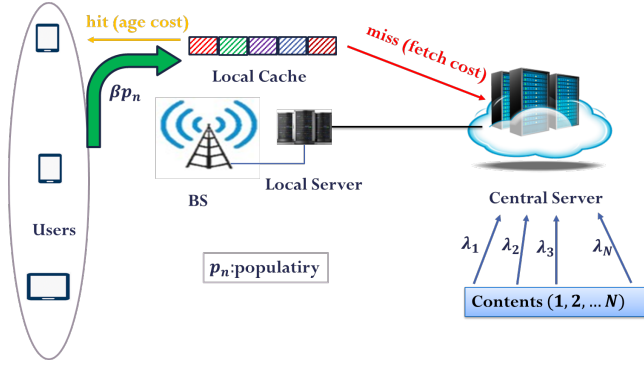 hit (age cost)
miss (fetch cost)
Local Cache
βpₙ
Local Server
BS
Central Server
Users
λ₁
λ₂
λ₃
λ_N
pₙ:populatiry
Contents (1, 2, … N)